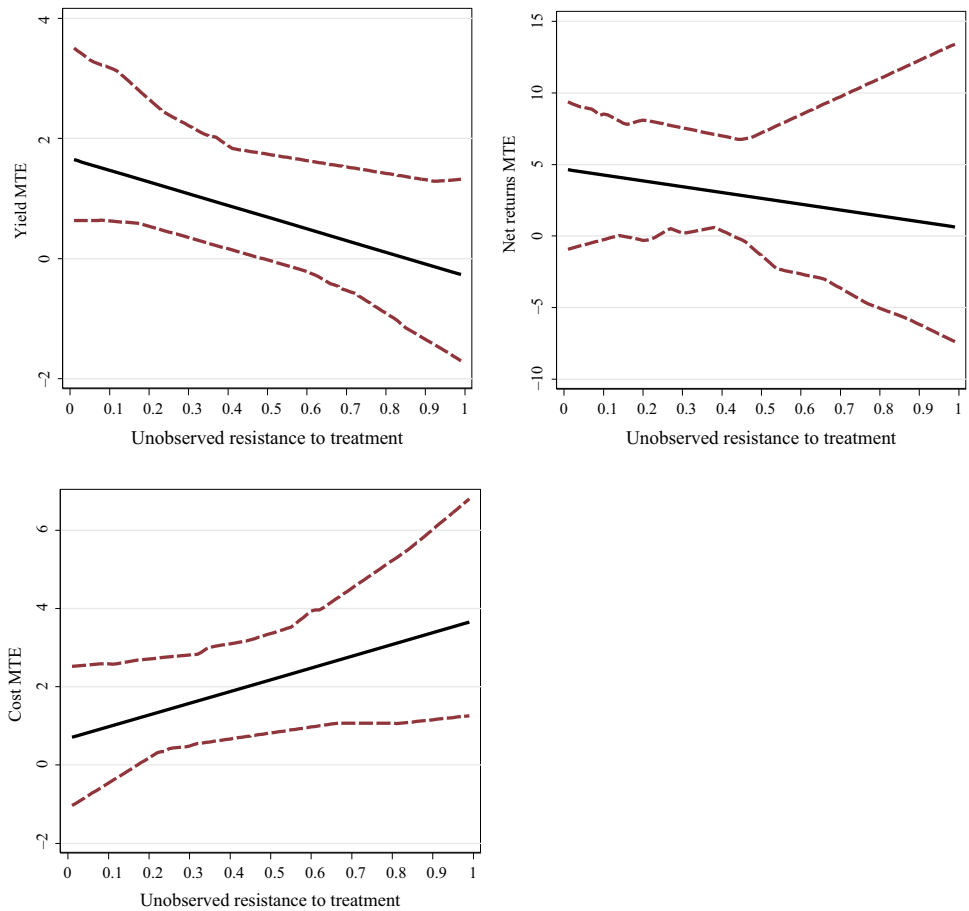 Yield MTE
4
2
0
−2
0 0.1 0.2 0.3 0.4 0.5 0.6 0.7 0.8 0.9 1
Unobserved resistance to treatment
Net returns MTE
15
10
5
0
−5
−10
0 0.1 0.2 0.3 0.4 0.5 0.6 0.7 0.8 0.9 1
Unobserved resistance to treatment
Cost MTE
6
4
2
0
−2
0 0.1 0.2 0.3 0.4 0.5 0.6 0.7 0.8 0.9 1
Unobserved resistance to treatment